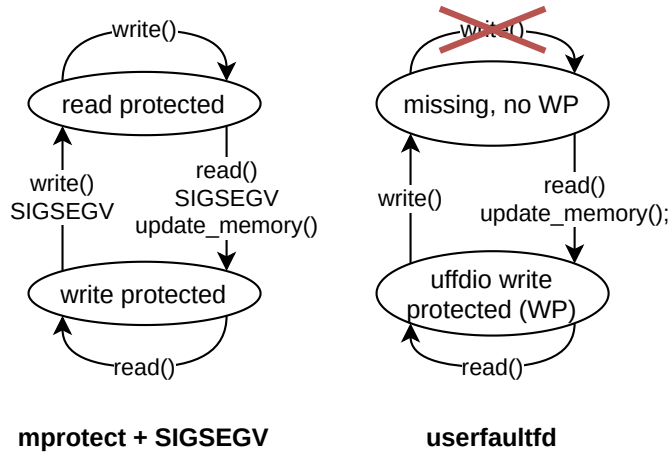 write()
read protected
write()
SIGSEGV
read()
SIGSEGV
update_memory()
write protected
read()
mprotect + SIGSEGV
write()
missing, no WP
write()
read()
update_memory();
uffdio write
protected (WP)
read()
userfaultfd